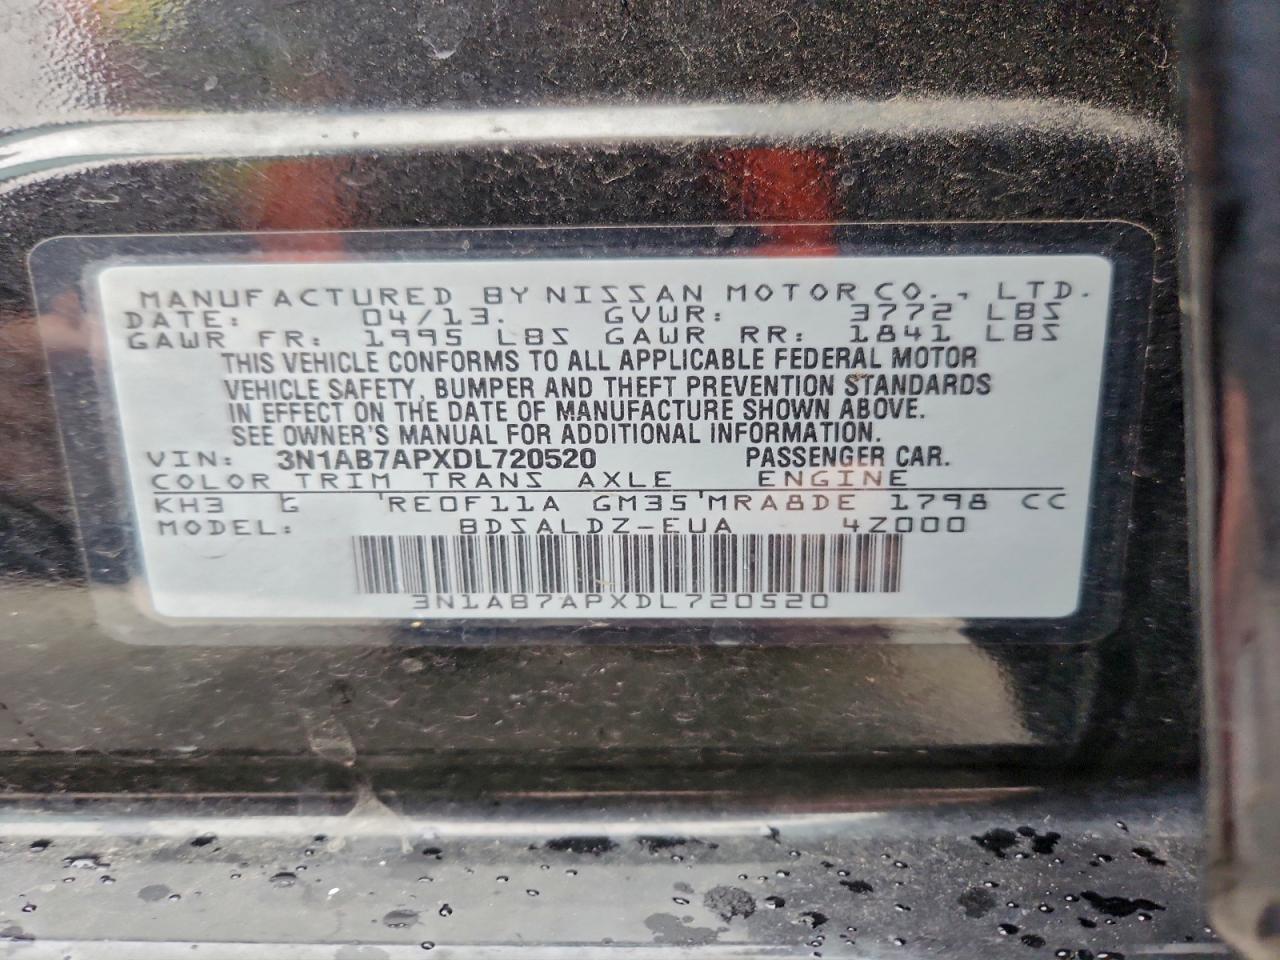 MANUFACTURED BY NISSAN MOTOR CO., LTD.
DATE: 04/13. GVWR: 3772 LBS
GAWR FR: 1995 LBS GAWR RR: 1841 LBS
THIS VEHICLE CONFORMS TO ALL APPLICABLE FEDERAL MOTOR
VEHICLE SAFETY, BUMPER AND THEFT PREVENTION STANDARDS
IN EFFECT ON THE DATE OF MANUFACTURE SHOWN ABOVE.
SEE OWNER'S MANUAL FOR ADDITIONAL INFORMATION.
VIN: 3N1AB7APXDL720520 PASSENGER CAR.
COLOR TRIM TRANS AXLE ENGINE
KH3 G 'RE0F11A GM35'MRA8DE 1798 CC
MODEL: BDSALDZ-EUA 4Z000
3N1AB7APXDL720520